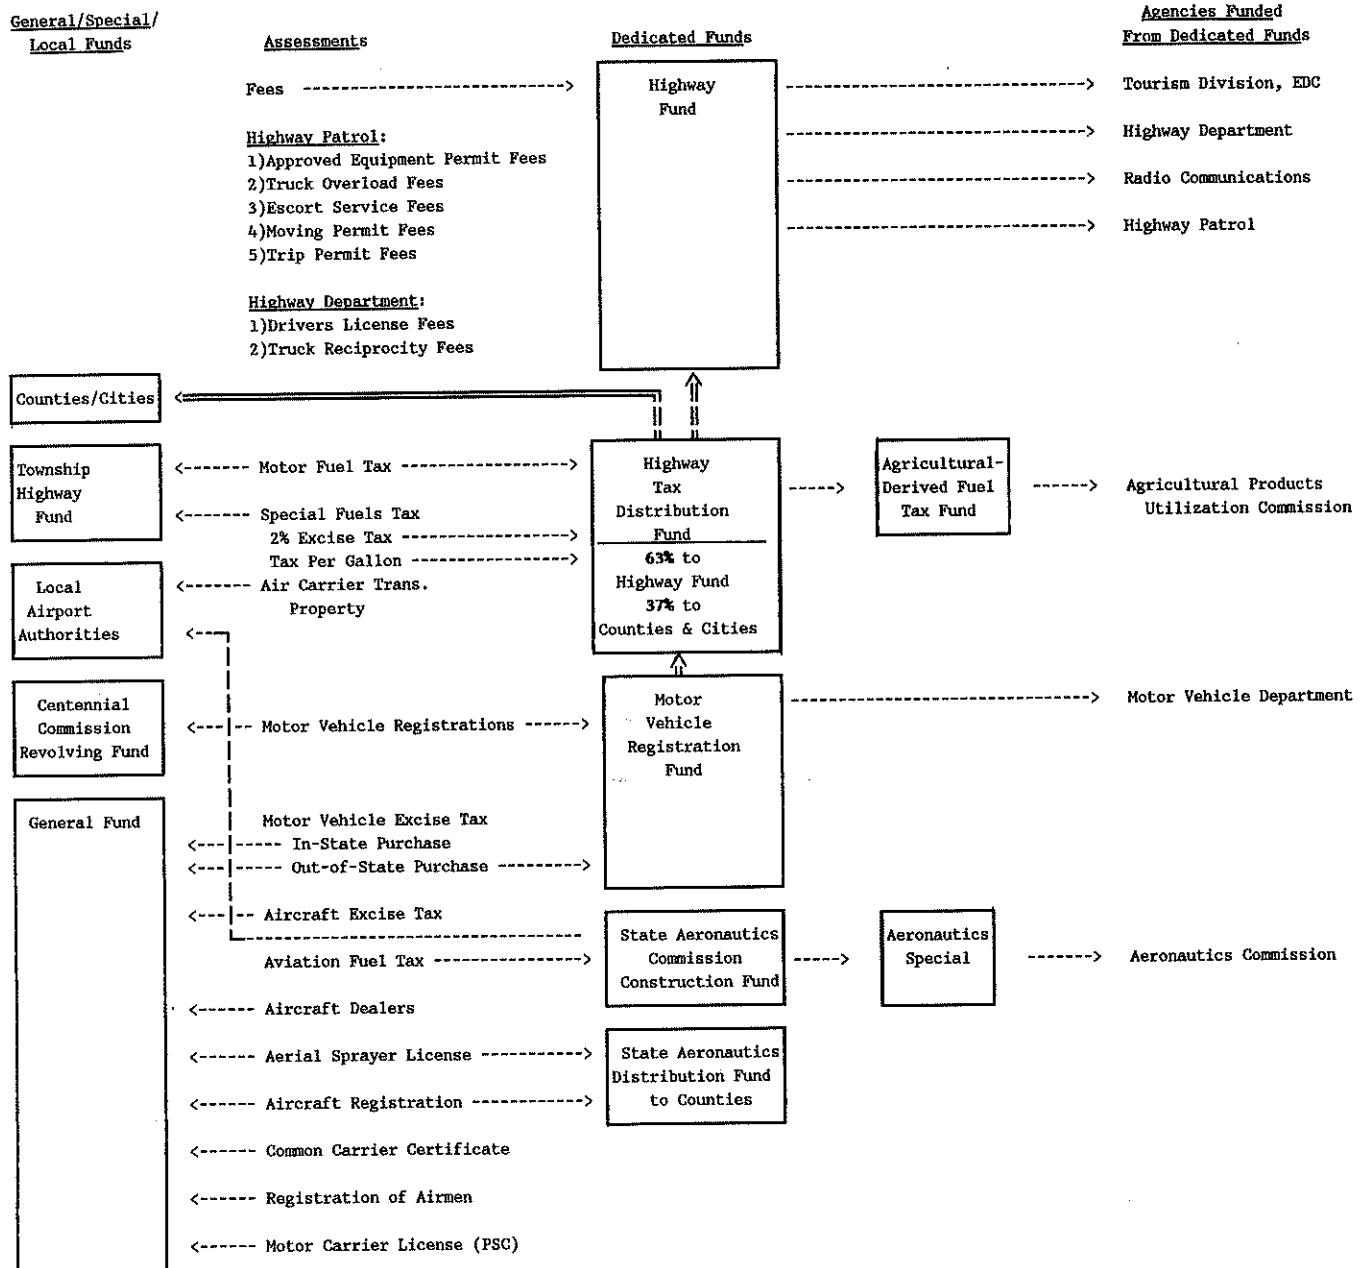 General/Special/
Local Funds
Assessments
Dedicated Funds
Agencies Funded
From Dedicated Funds
Fees
Highway
Fund
Tourism Division, EDC
Highway Department
Radio Communications
Highway Patrol
Highway Patrol:
1)Approved Equipment Permit Fees
2)Truck Overload Fees
3)Escort Service Fees
4)Moving Permit Fees
5)Trip Permit Fees
Highway Department:
1)Drivers License Fees
2)Truck Reciprocity Fees
Counties/Cities
Township
Highway
Fund
Motor Fuel Tax
Special Fuels Tax
2% Excise Tax
Tax Per Gallon
Highway
Tax
Distribution
Fund
63% to
Highway Fund
37% to
Counties & Cities
Agricultural-
Derived Fuel
Tax Fund
Agricultural Products
Utilization Commission
Local
Airport
Authorities
Air Carrier Trans.
Property
Centennial
Commission
Revolving Fund
Motor Vehicle Registrations
Motor
Vehicle
Registration
Fund
Motor Vehicle Department
General Fund
Motor Vehicle Excise Tax
In-State Purchase
Out-of-State Purchase
Aircraft Excise Tax
Aviation Fuel Tax
State Aeronautics
Commission
Construction Fund
Aeronautics
Special
Aeronautics Commission
Aircraft Dealers
Aerial Sprayer License
Aircraft Registration
State Aeronautics
Distribution Fund
to Counties
Common Carrier Certificate
Registration of Airmen
Motor Carrier License (PSC)